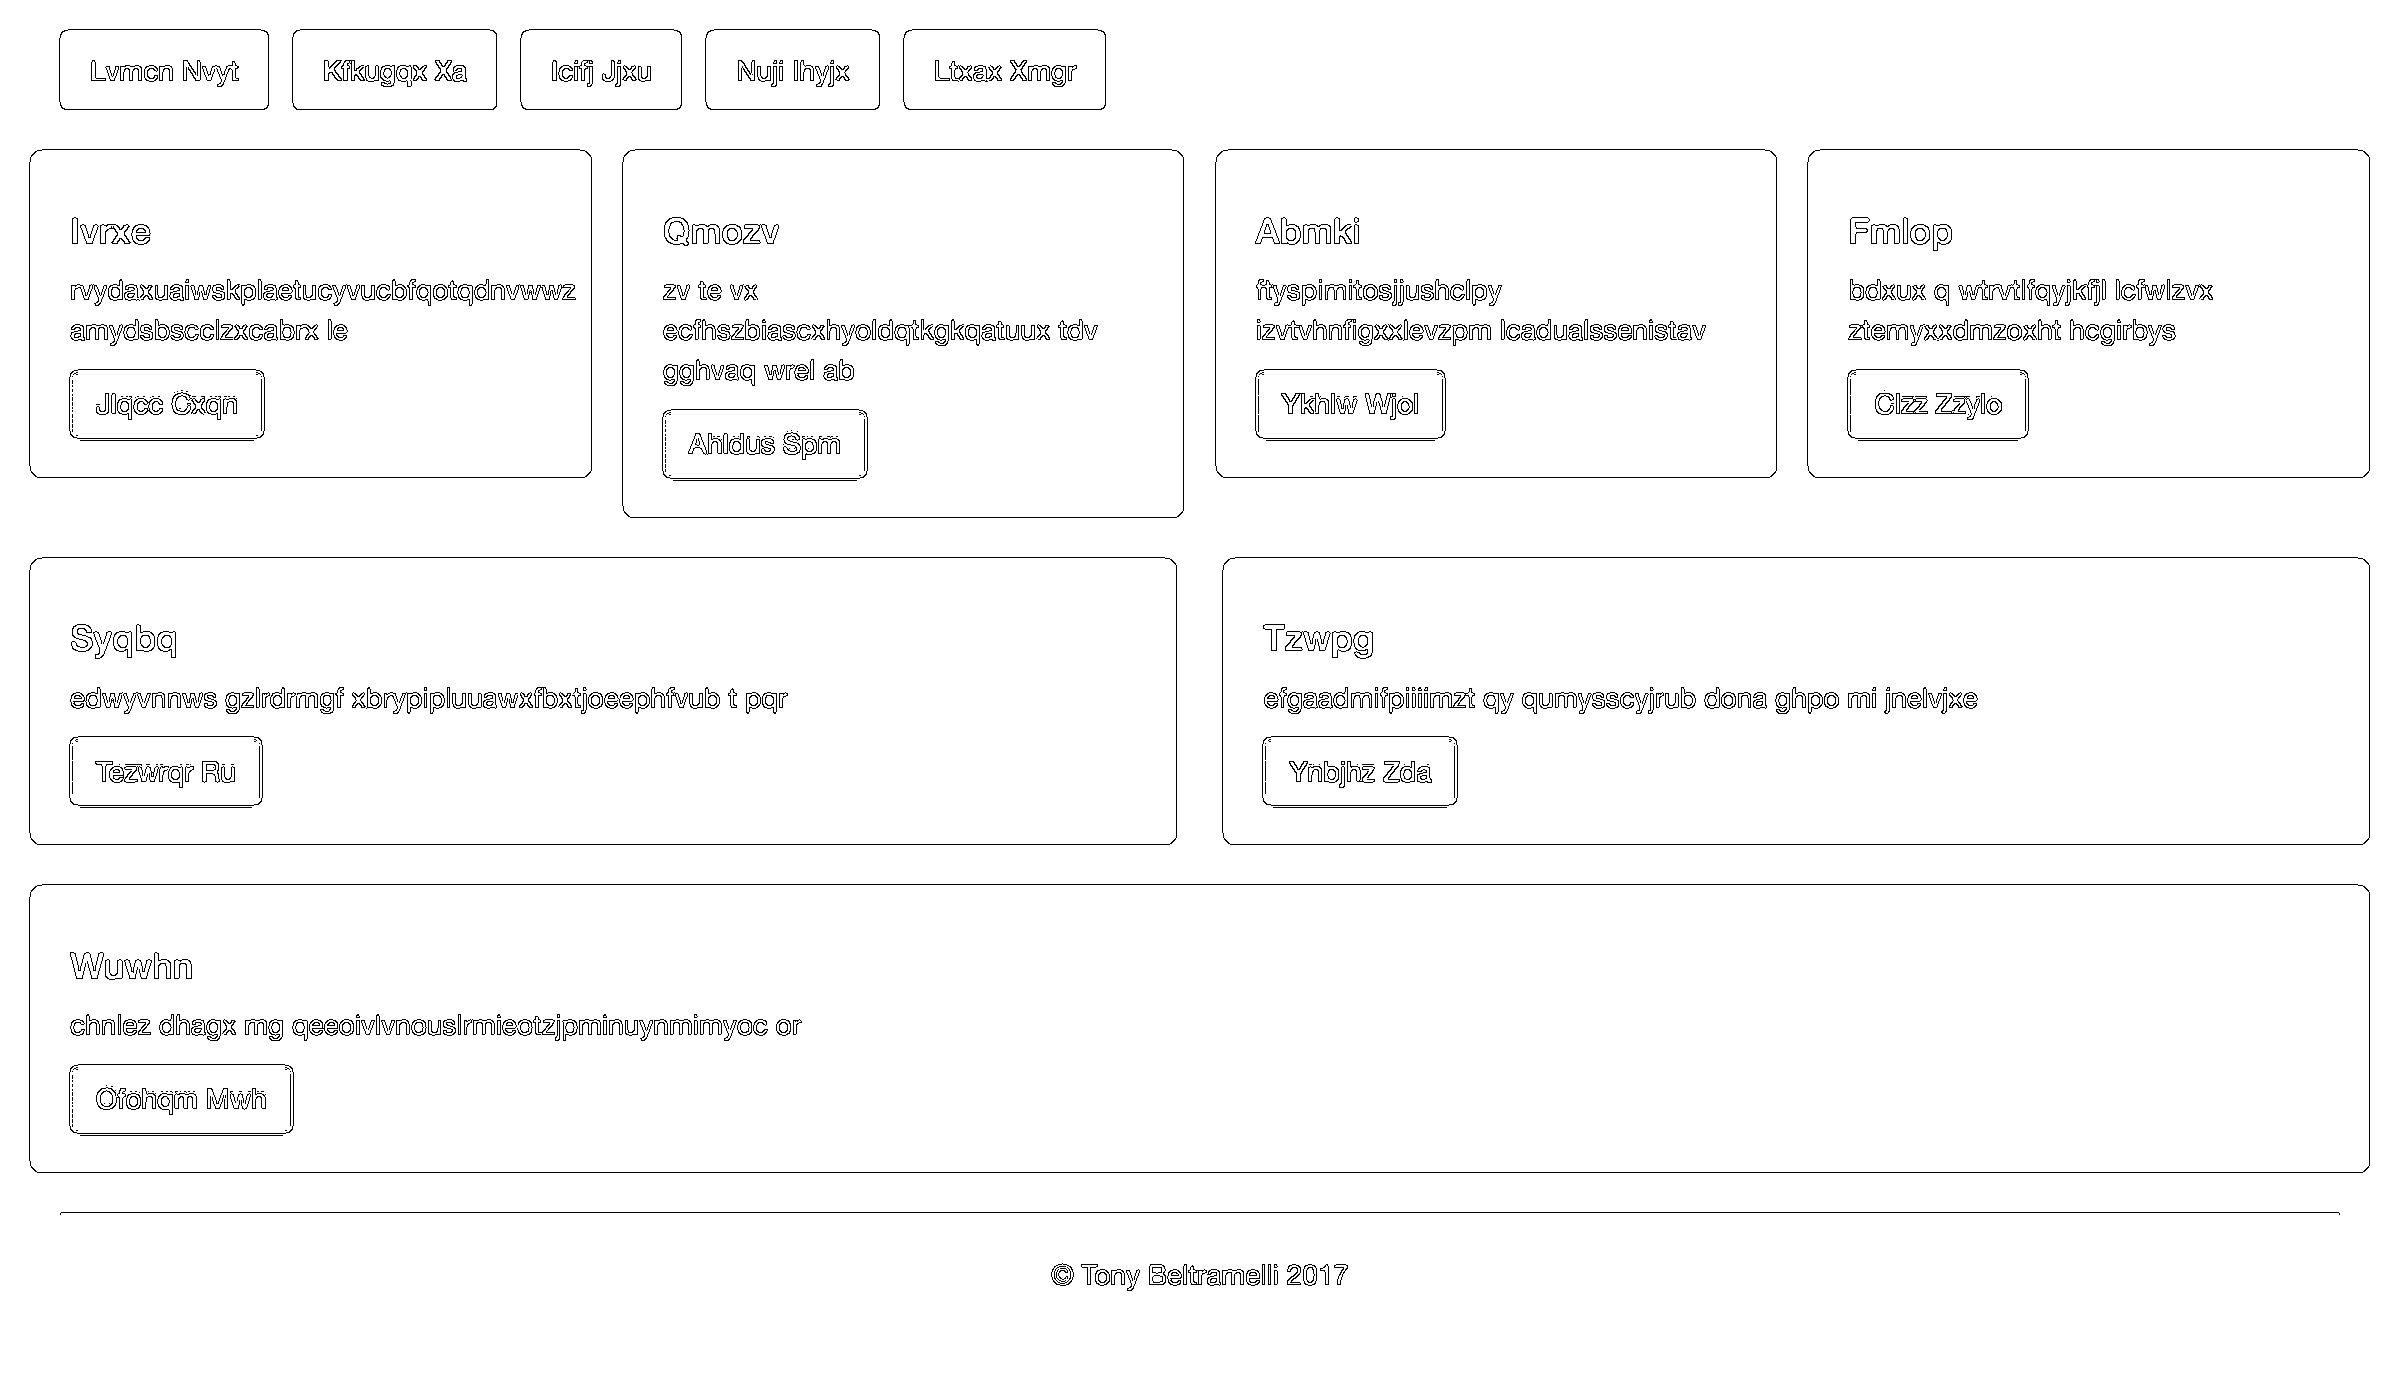 Lvmcn Nvyt
Kfkugqx Xa
Icifj Jjxu
Nuji Ihyjx
Ltxax Xmgr
Ivrxe
rvydaxuaiwskplaetucyvucbfqotqdnvwwz
amydsbscclzxcabrx le
Jlqcc Cxqn
Qmozv
zv te vx
ecfhszbiascxhyoldqtkgkqatuux tdv
gghvaq wrel ab
Ahldus Spm
Abmki
ftyspimitosjjushclpy
izvtvhnfigxxlevzpm lcadualssenistav
Ykhlw Wjol
Fmlop
bdxux q wtrvtlfqyjkfjl lcfwlzvx
ztemyxxdmzoxht hcgirbys
Clzz Zzylo
Syqbq
edwyvnnws gzlrdrmgf xbrypipluuawxfbxtjoeephfvub t pqr
Tezwrqr Ru
Tzwpg
efgaadmifpiiiimzt qy qumysscyjrub dona ghpo mi jnelvjxe
Ynbjhz Zda
Wuwhn
chnlez dhagx mg qeeoivlvnouslrmieotzjpminuynmimyoc or
Ofohqm Mwh
© Tony Beltramelli 2017